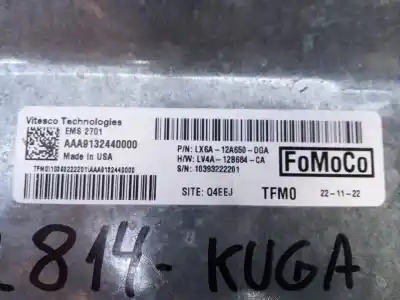 Vitesco Technologies
EMS 2701
AAA9132440000
Made in USA
P/N: LX6A-12A650-DGA
H/W: LV4A-12B684-CA
S/N: 10393222201
FoMoCo
SITE: Q4EEJ
TFM0
22-11-22
814-KUGA